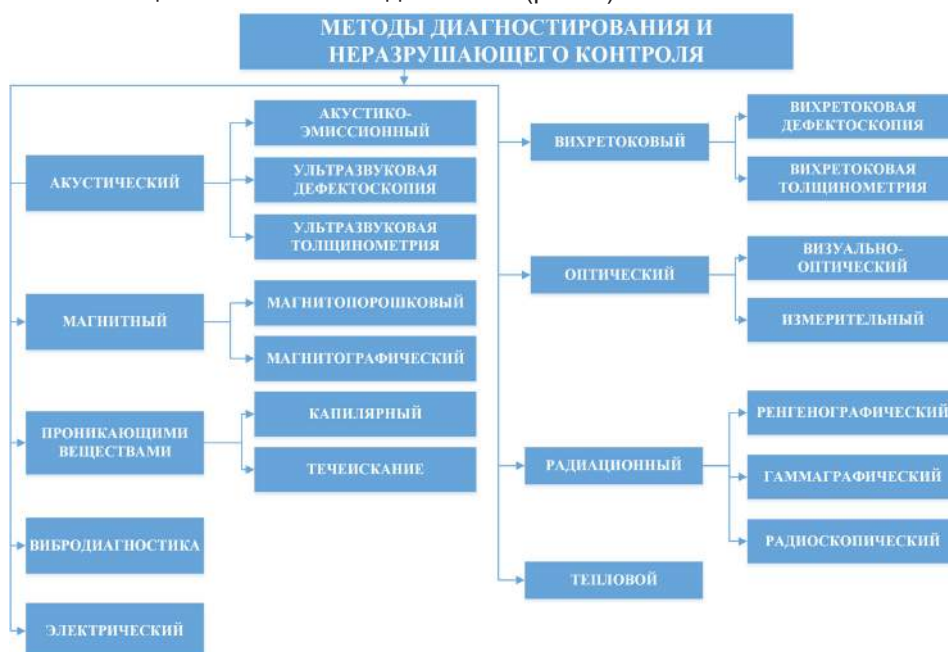 МЕТОДЫ ДИАГНОСТИРОВАНИЯ И
НЕРАЗРУШАЮЩЕГО КОНТРОЛЯ
АКУСТИЧЕСКИЙ
АКУСТИКО-
ЭМИССИОННЫЙ
УЛЬТРАЗВУКОВАЯ
ДЕФЕКТОСКОПИЯ
УЛЬТРАЗВУКОВАЯ
ТОЛЩИНОМЕТРИЯ
МАГНИТНЫЙ
МАГНИТОПОРОШКОВЫЙ
МАГНИТОГРАФИЧЕСКИЙ
ПРОНИКАЮЩИМИ
ВЕЩЕСТВАМИ
КАПИЛЯРНЫЙ
ТЕЧЕИСКАНИЕ
ВИБРОДИАГНОСТИКА
ЭЛЕКТРИЧЕСКИЙ
ВИХРЕТОКОВЫЙ
ВИХРЕТОКОВАЯ
ДЕФЕКТОСКОПИЯ
ВИХРЕТОКОВАЯ
ТОЛЩИНОМЕТРИЯ
ОПТИЧЕСКИЙ
ВИЗУАЛЬНО-
ОПТИЧЕСКИЙ
ИЗМЕРИТЕЛЬНЫЙ
РАДИАЦИОННЫЙ
РЕНГЕНОГРАФИЧЕСКИЙ
ГАММАГРАФИЧЕСКИЙ
РАДИОСКОПИЧЕСКИЙ
ТЕПЛОВОЙ